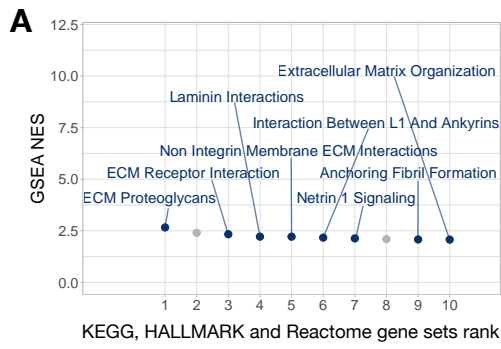 A
GSEA NES
12.5
10.0
7.5
5.0
2.5
0.0
Extracellular Matrix Organization
Laminin Interactions
Interaction Between L1 And Ankyrins
Non Integrin Membrane ECM Interactions
ECM Receptor Interaction
Anchoring Fibril Formation
ECM Proteoglycans
Netrin 1 Signaling
1 2 3 4 5 6 7 8 9 10
KEGG, HALLMARK and Reactome gene sets rank